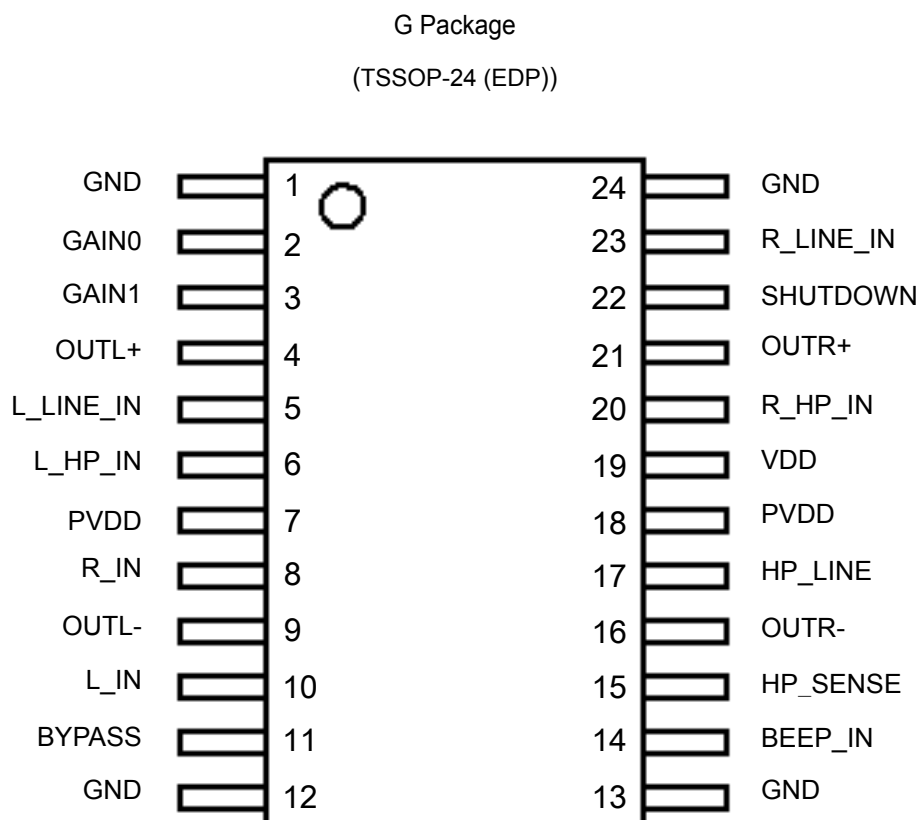 G Package
(TSSOP-24 (EDP))
GND 1 24 GND
GAIN0 2 23 R_LINE_IN
GAIN1 3 22 SHUTDOWN
OUTL+ 4 21 OUTR+
L_LINE_IN 5 20 R_HP_IN
L_HP_IN 6 19 VDD
PVDD 7 18 PVDD
R_IN 8 17 HP_LINE
OUTL- 9 16 OUTR-
L_IN 10 15 HP_SENSE
BYPASS 11 14 BEEP_IN
GND 12 13 GND